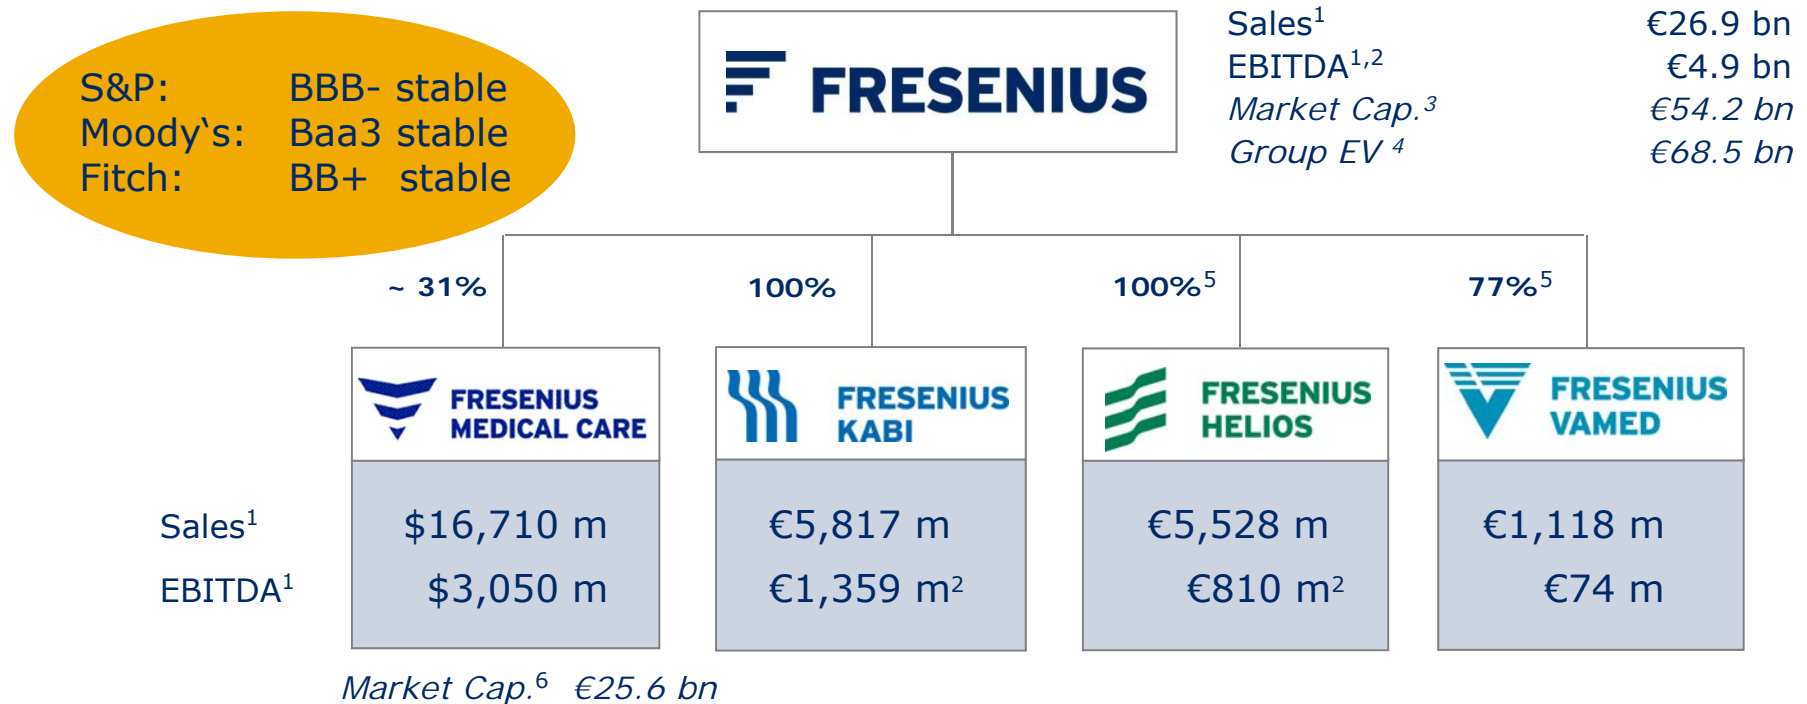 S&P: BBB- stable
Moody‘s: Baa3 stable
Fitch: BB+ stable
FRESENIUS
Sales1 €26.9 bn
EBITDA1,2 €4.9 bn
Market Cap.3 €54.2 bn
Group EV 4 €68.5 bn
~ 31% 100% 100%5 77%5
FRESENIUS
MEDICAL CARE
FRESENIUS
KABI
FRESENIUS
HELIOS
FRESENIUS
VAMED
Sales1 $16,710 m €5,817 m €5,528 m €1,118 m
EBITDA1 $3,050 m €1,359 m2 €810 m2 €74 m
Market Cap.6 €25.6 bn